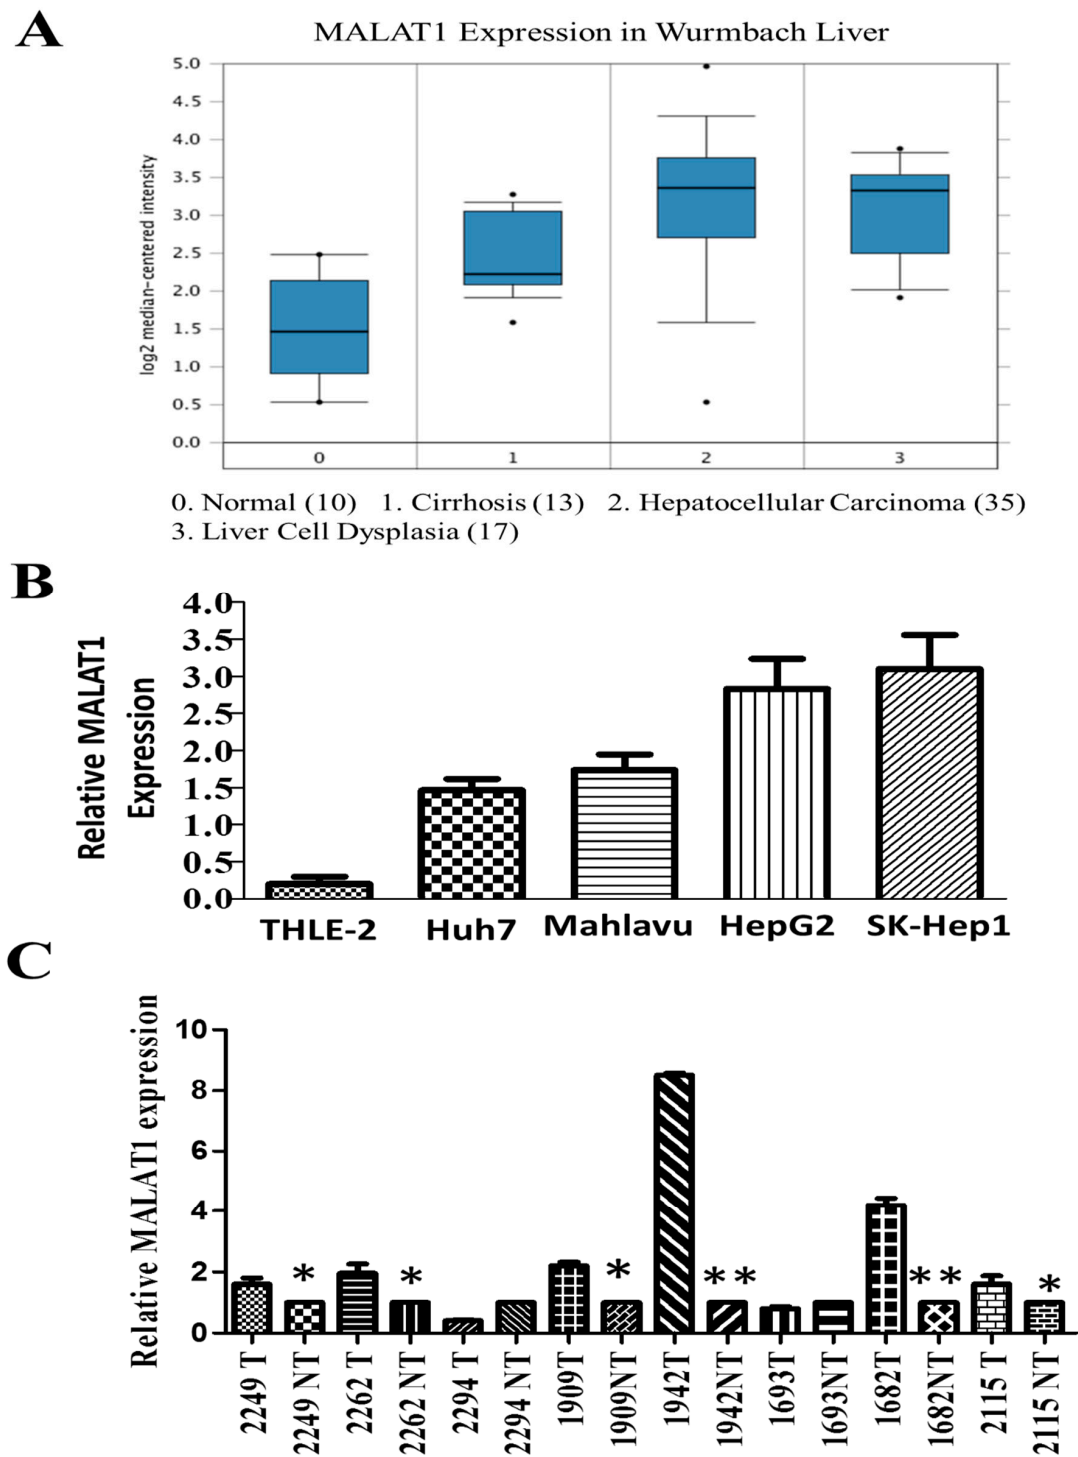 A
MALAT1 Expression in Wurmbach Liver
log2 median-centered intensity
5.0
4.5
4.0
3.5
3.0
2.5
2.0
1.5
1.0
0.5
0.0
0 1 2 3
0. Normal (10) 1. Cirrhosis (13) 2. Hepatocellular Carcinoma (35)
3. Liver Cell Dysplasia (17)
B
Relative MALAT1
Expression
4.0
3.5
3.0
2.5
2.0
1.5
1.0
0.5
0.0
THLE-2 Huh7 Mahlavu HepG2 SK-Hep1
C
Relative MALAT1 expression
10
8
6
4
2
0
* * * ** ** *
2249 T
2249 NT
2262 T
2262 NT
2294 T
2294 NT
1909T
1909NT
1942T
1942NT
1693T
1693NT
1682T
1682NT
2115 T
2115 NT